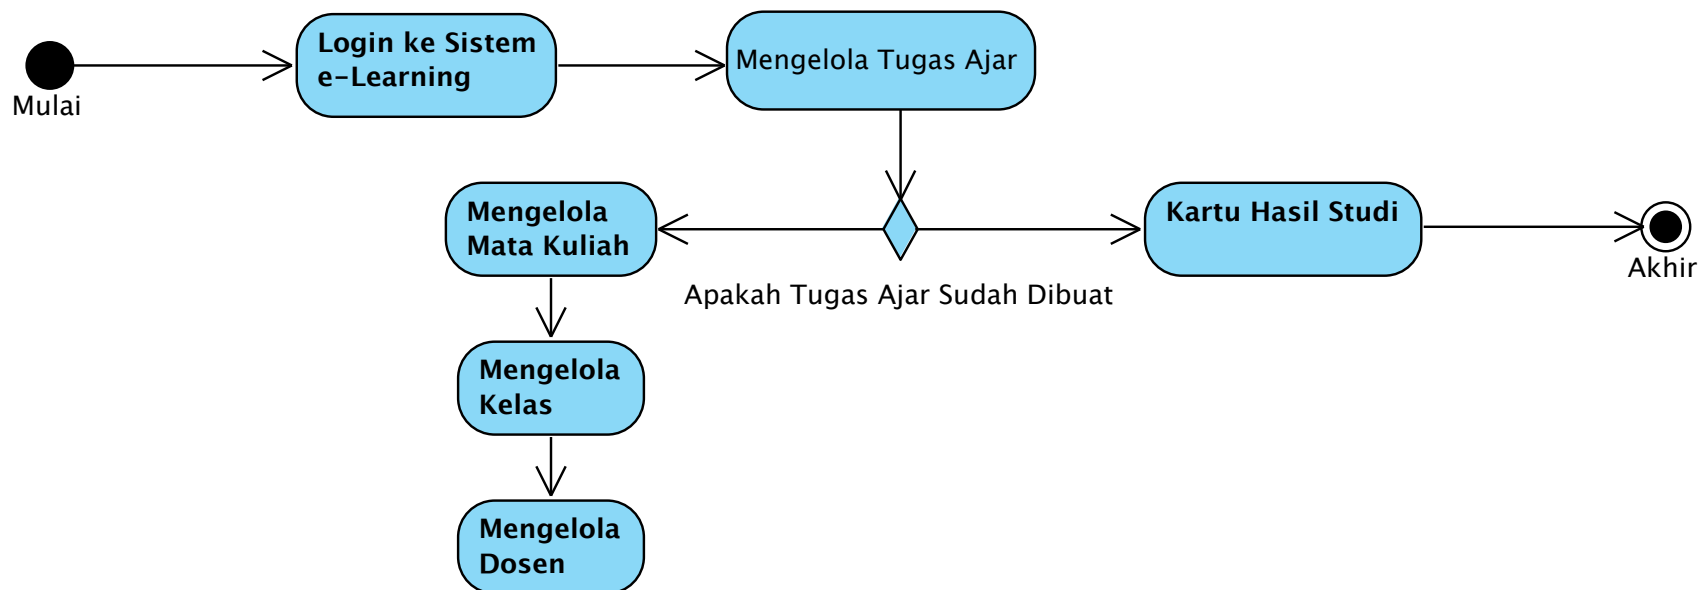 Login ke Sistem
e-Learning
Mengelola Tugas Ajar
Mulai
Mengelola
Mata Kuliah
Kartu Hasil Studi
Akhir
Apakah Tugas Ajar Sudah Dibuat
Mengelola
Kelas
Mengelola
Dosen